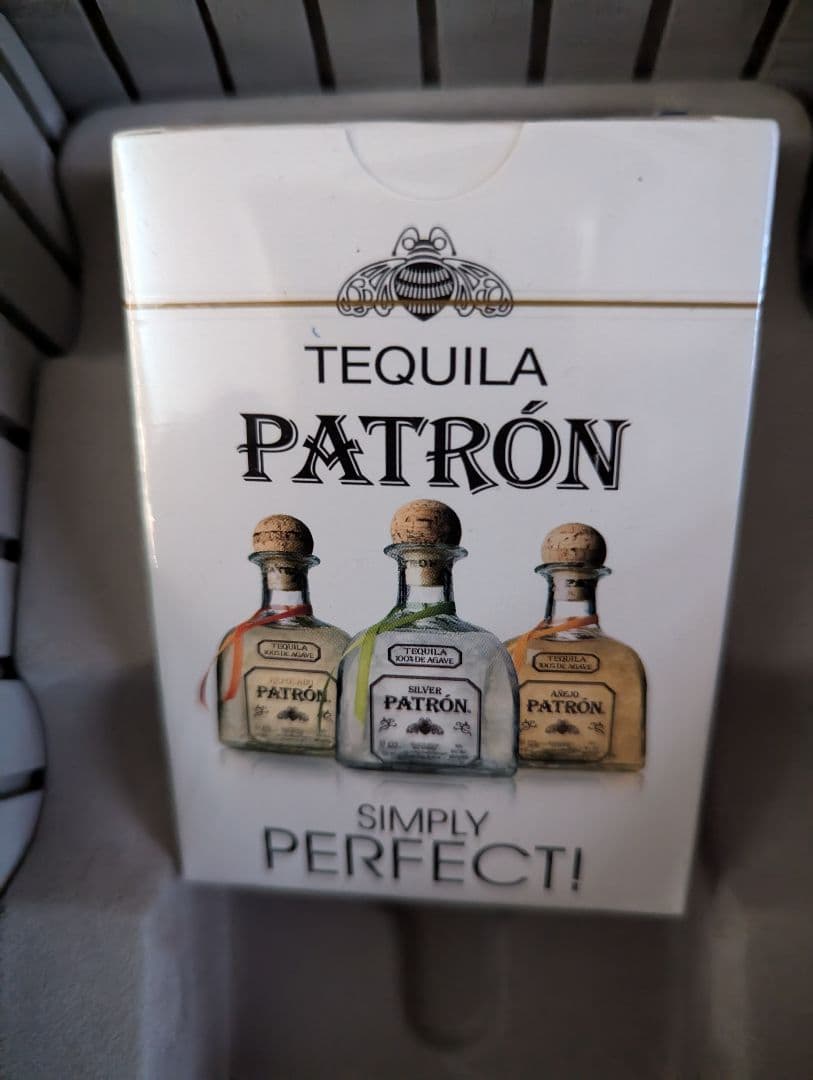 TEQUILA
PATRÓN
TEQUILA
100% DE AGAVE
PATRÓN
TEQUILA
100% DE AGAVE
SILVER
PATRÓN
TEQUILA
100% DE AGAVE
AÑEJO
PATRÓN
SIMPLY
PERFECT!